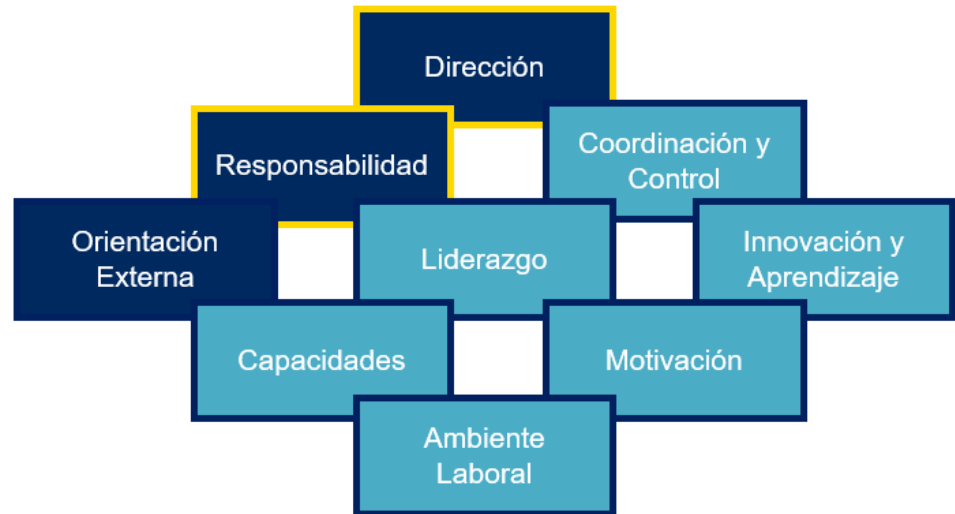 Dirección
Responsabilidad
Coordinación y
Control
Orientación
Externa
Liderazgo
Innovación y
Aprendizaje
Capacidades
Motivación
Ambiente
Laboral